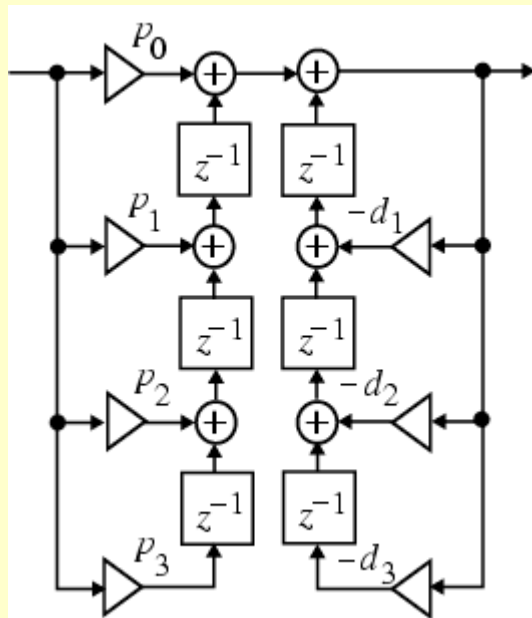 p₀
+ +
z⁻¹ z⁻¹
p₁ -d₁
+ +
z⁻¹ z⁻¹
p₂ -d₂
+ +
z⁻¹ z⁻¹
p₃ -d₃